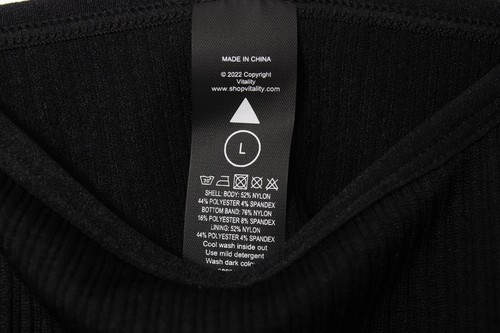 MADE IN CHINA
© 2022 Copyright
Vitality
www.shopvitality.com
L
30
SHELL: BODY: 52% NYLON
44% POLYESTER 4% SPANDEX
BOTTOM BAND: 76% NYLON
16% POLYESTER 8% SPANDEX
LINING: 52% NYLON
44% POLYESTER 4% SPANDEX
Cool wash inside out
Use mild detergent
Wash dark